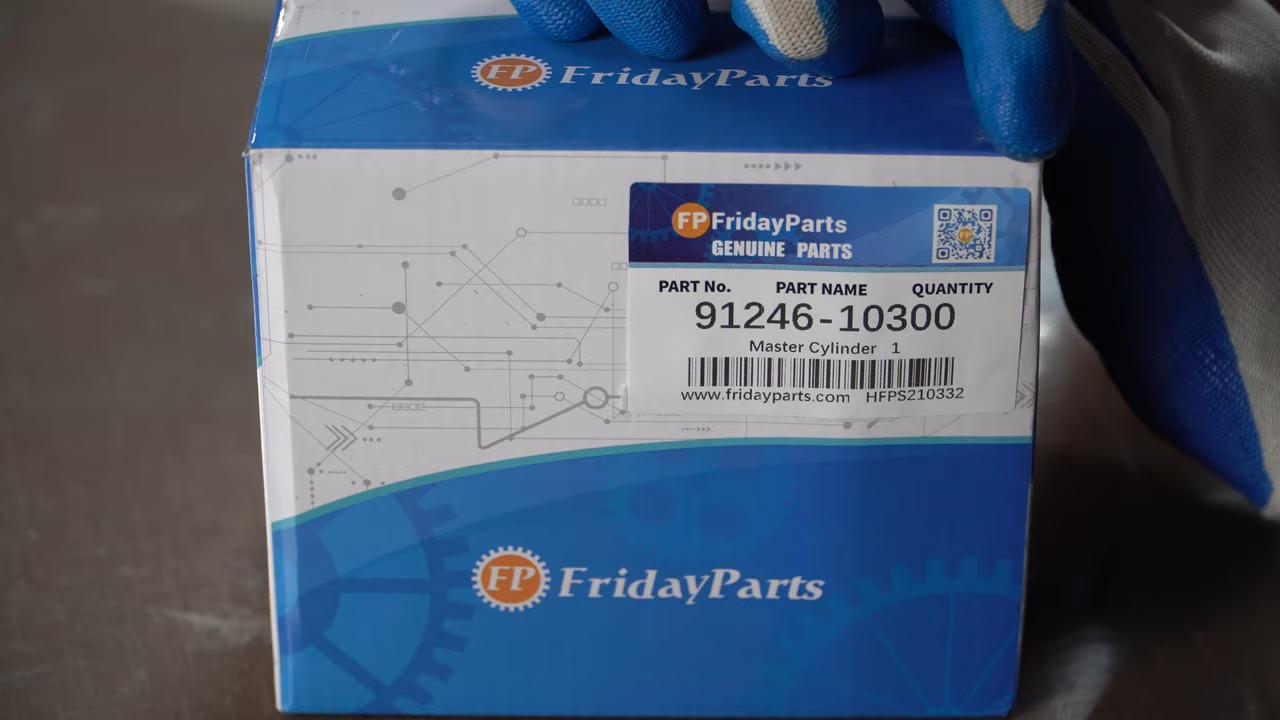 FP FridayParts
FP FridayParts
GENUINE PARTS
FP
PART No. PART NAME QUANTITY
91246-10300
Master Cylinder 1
www.fridayparts.com HFPS210332
FP FridayParts